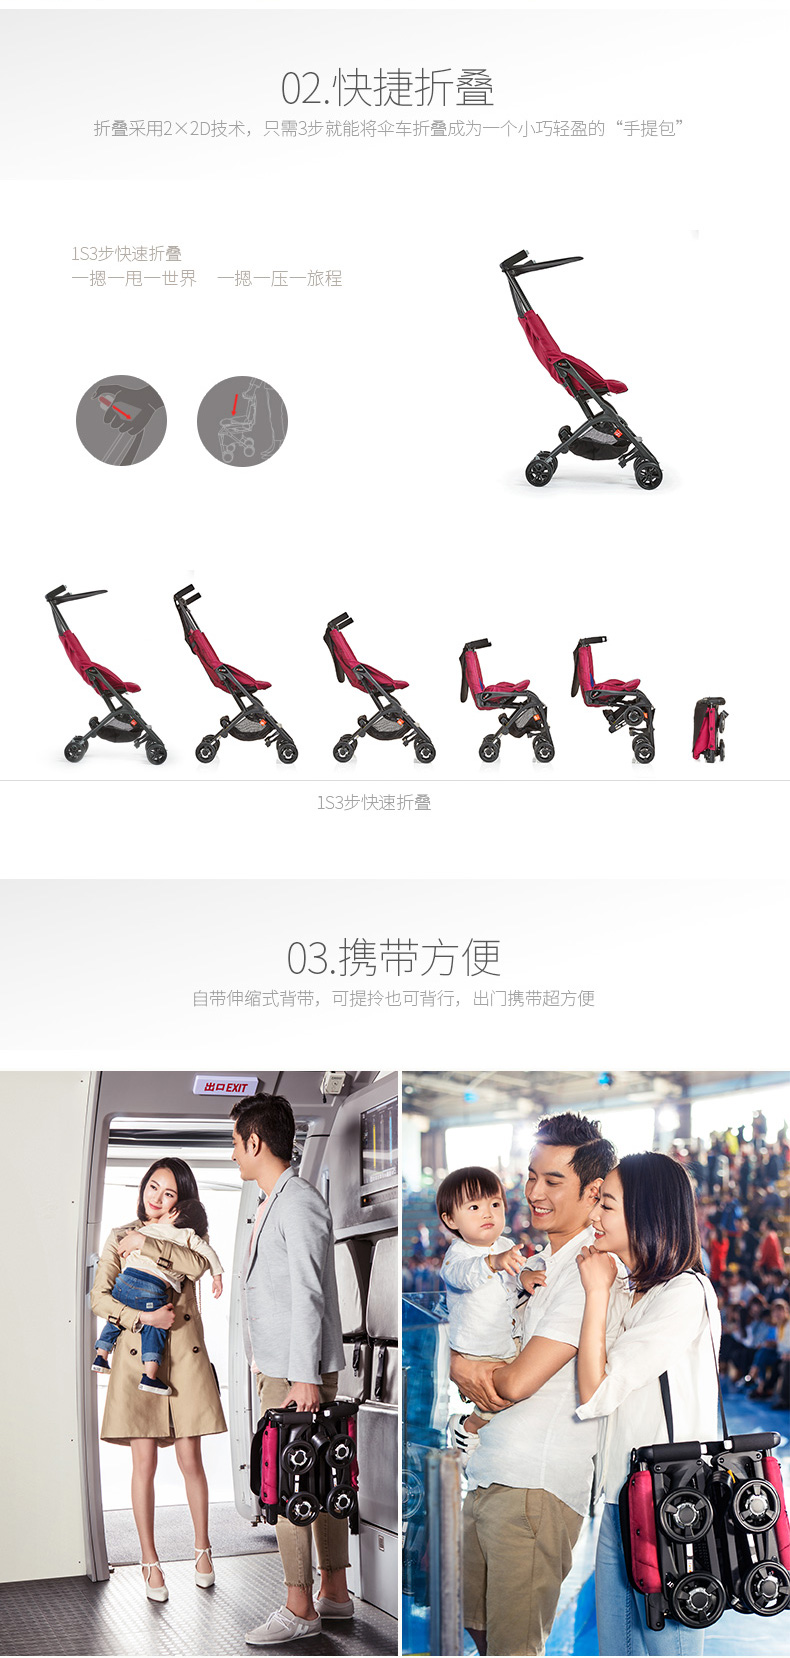 02.快捷折叠
折叠采用2×2D技术，只需3步就能将伞车折叠成为一个小巧轻盈的“手提包”
1S3步快速折叠
一摁一甩一世界 一摁一压一旅程
1S3步快速折叠
03.携带方便
自带伸缩式背带，可提拎也可背行，出门携带超方便
出口EXIT